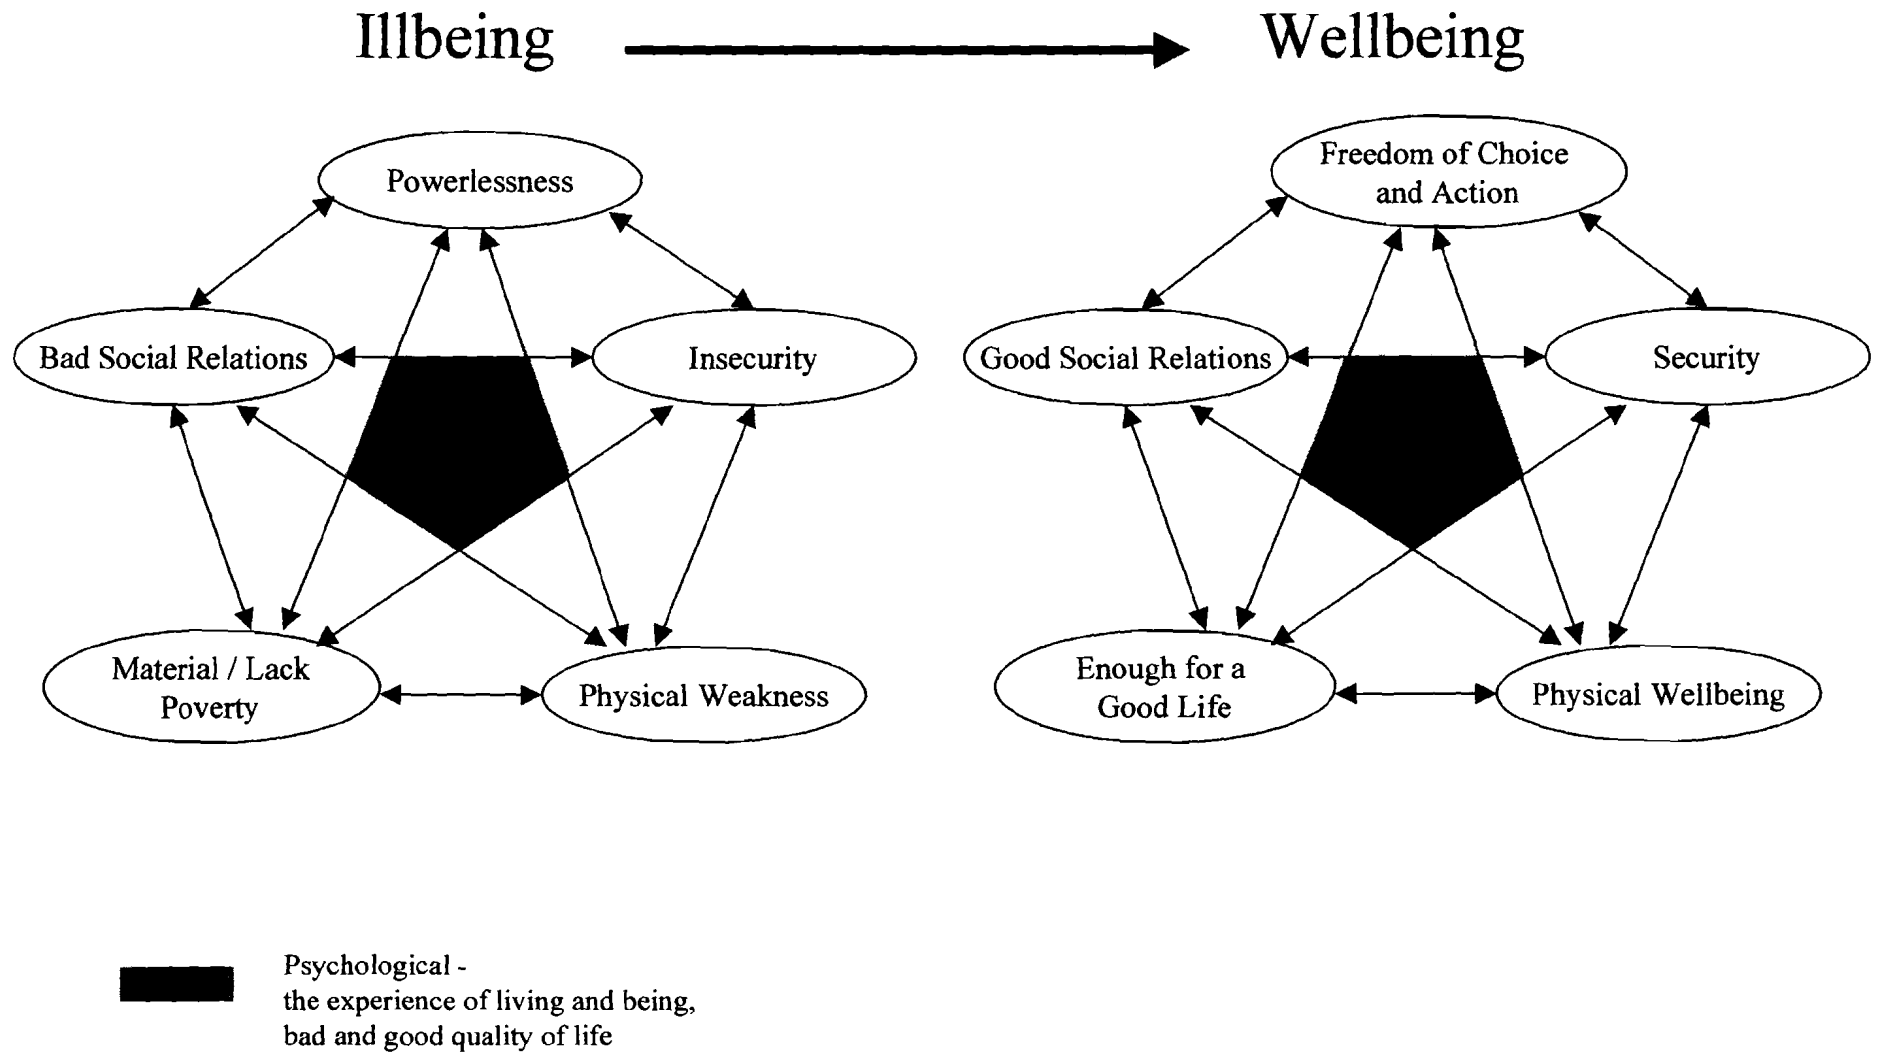 Illbeing
Wellbeing
Powerlessness
Bad Social Relations
Insecurity
Material / Lack
Poverty
Physical Weakness
Freedom of Choice
and Action
Good Social Relations
Security
Enough for a
Good Life
Physical Wellbeing
Psychological -
the experience of living and being,
bad and good quality of life